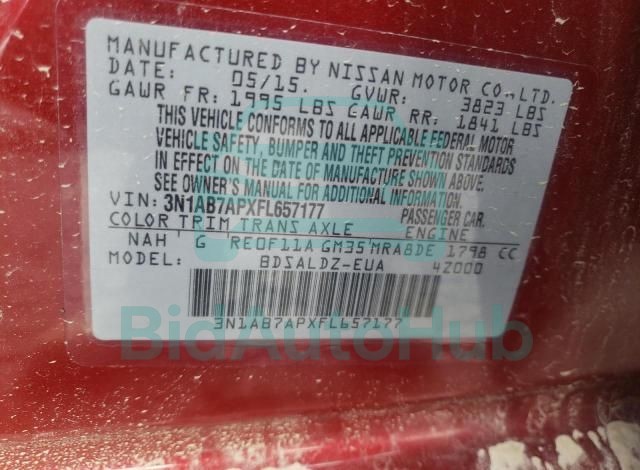 MANUFACTURED BY NISSAN MOTOR CO.,LTD.
DATE: 05/15. GVWR: 3823 LBS
GAWR FR: 1995 LBS GAWR RR: 1841 LBS
THIS VEHICLE CONFORMS TO ALL APPLICABLE FEDERAL MOTOR
VEHICLE SAFETY, BUMPER AND THEFT PREVENTION STANDARDS
IN EFFECT ON THE DATE OF MANUFACTURE SHOWN ABOVE.
SEE OWNER'S MANUAL FOR ADDITIONAL INFORMATION
VIN: 3N1AB7APXFL657177 PASSENGER CAR.
COLOR TRIM TRANS AXLE ENGINE
NAH G RE0F11A GM35 MRA8DE 1798 CC
MODEL: BDSALDZ-EUA 4Z000
3N1AB7APXFL657177
BidAutoHub